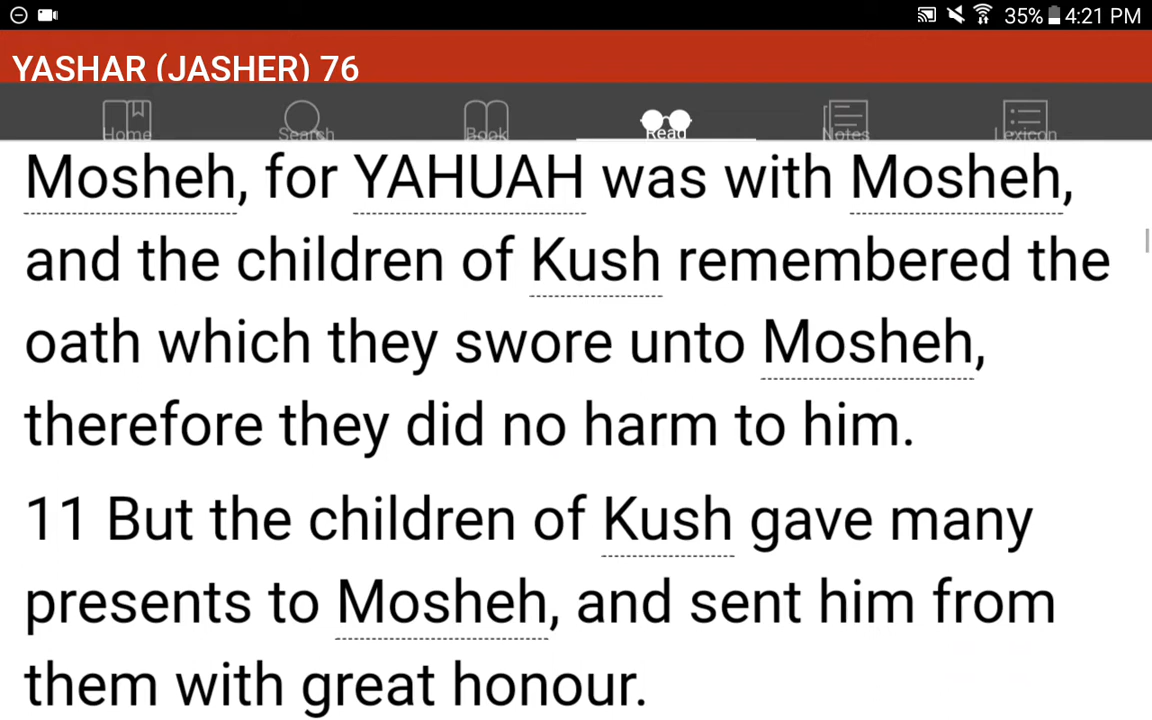 35% 4:21 PM
YASHAR (JASHER) 76
Home Search Book Read Notes Lexicon
Mosheh, for YAHUAH was with Mosheh,
and the children of Kush remembered the
oath which they swore unto Mosheh,
therefore they did no harm to him.
11 But the children of Kush gave many
presents to Mosheh, and sent him from
them with great honour.